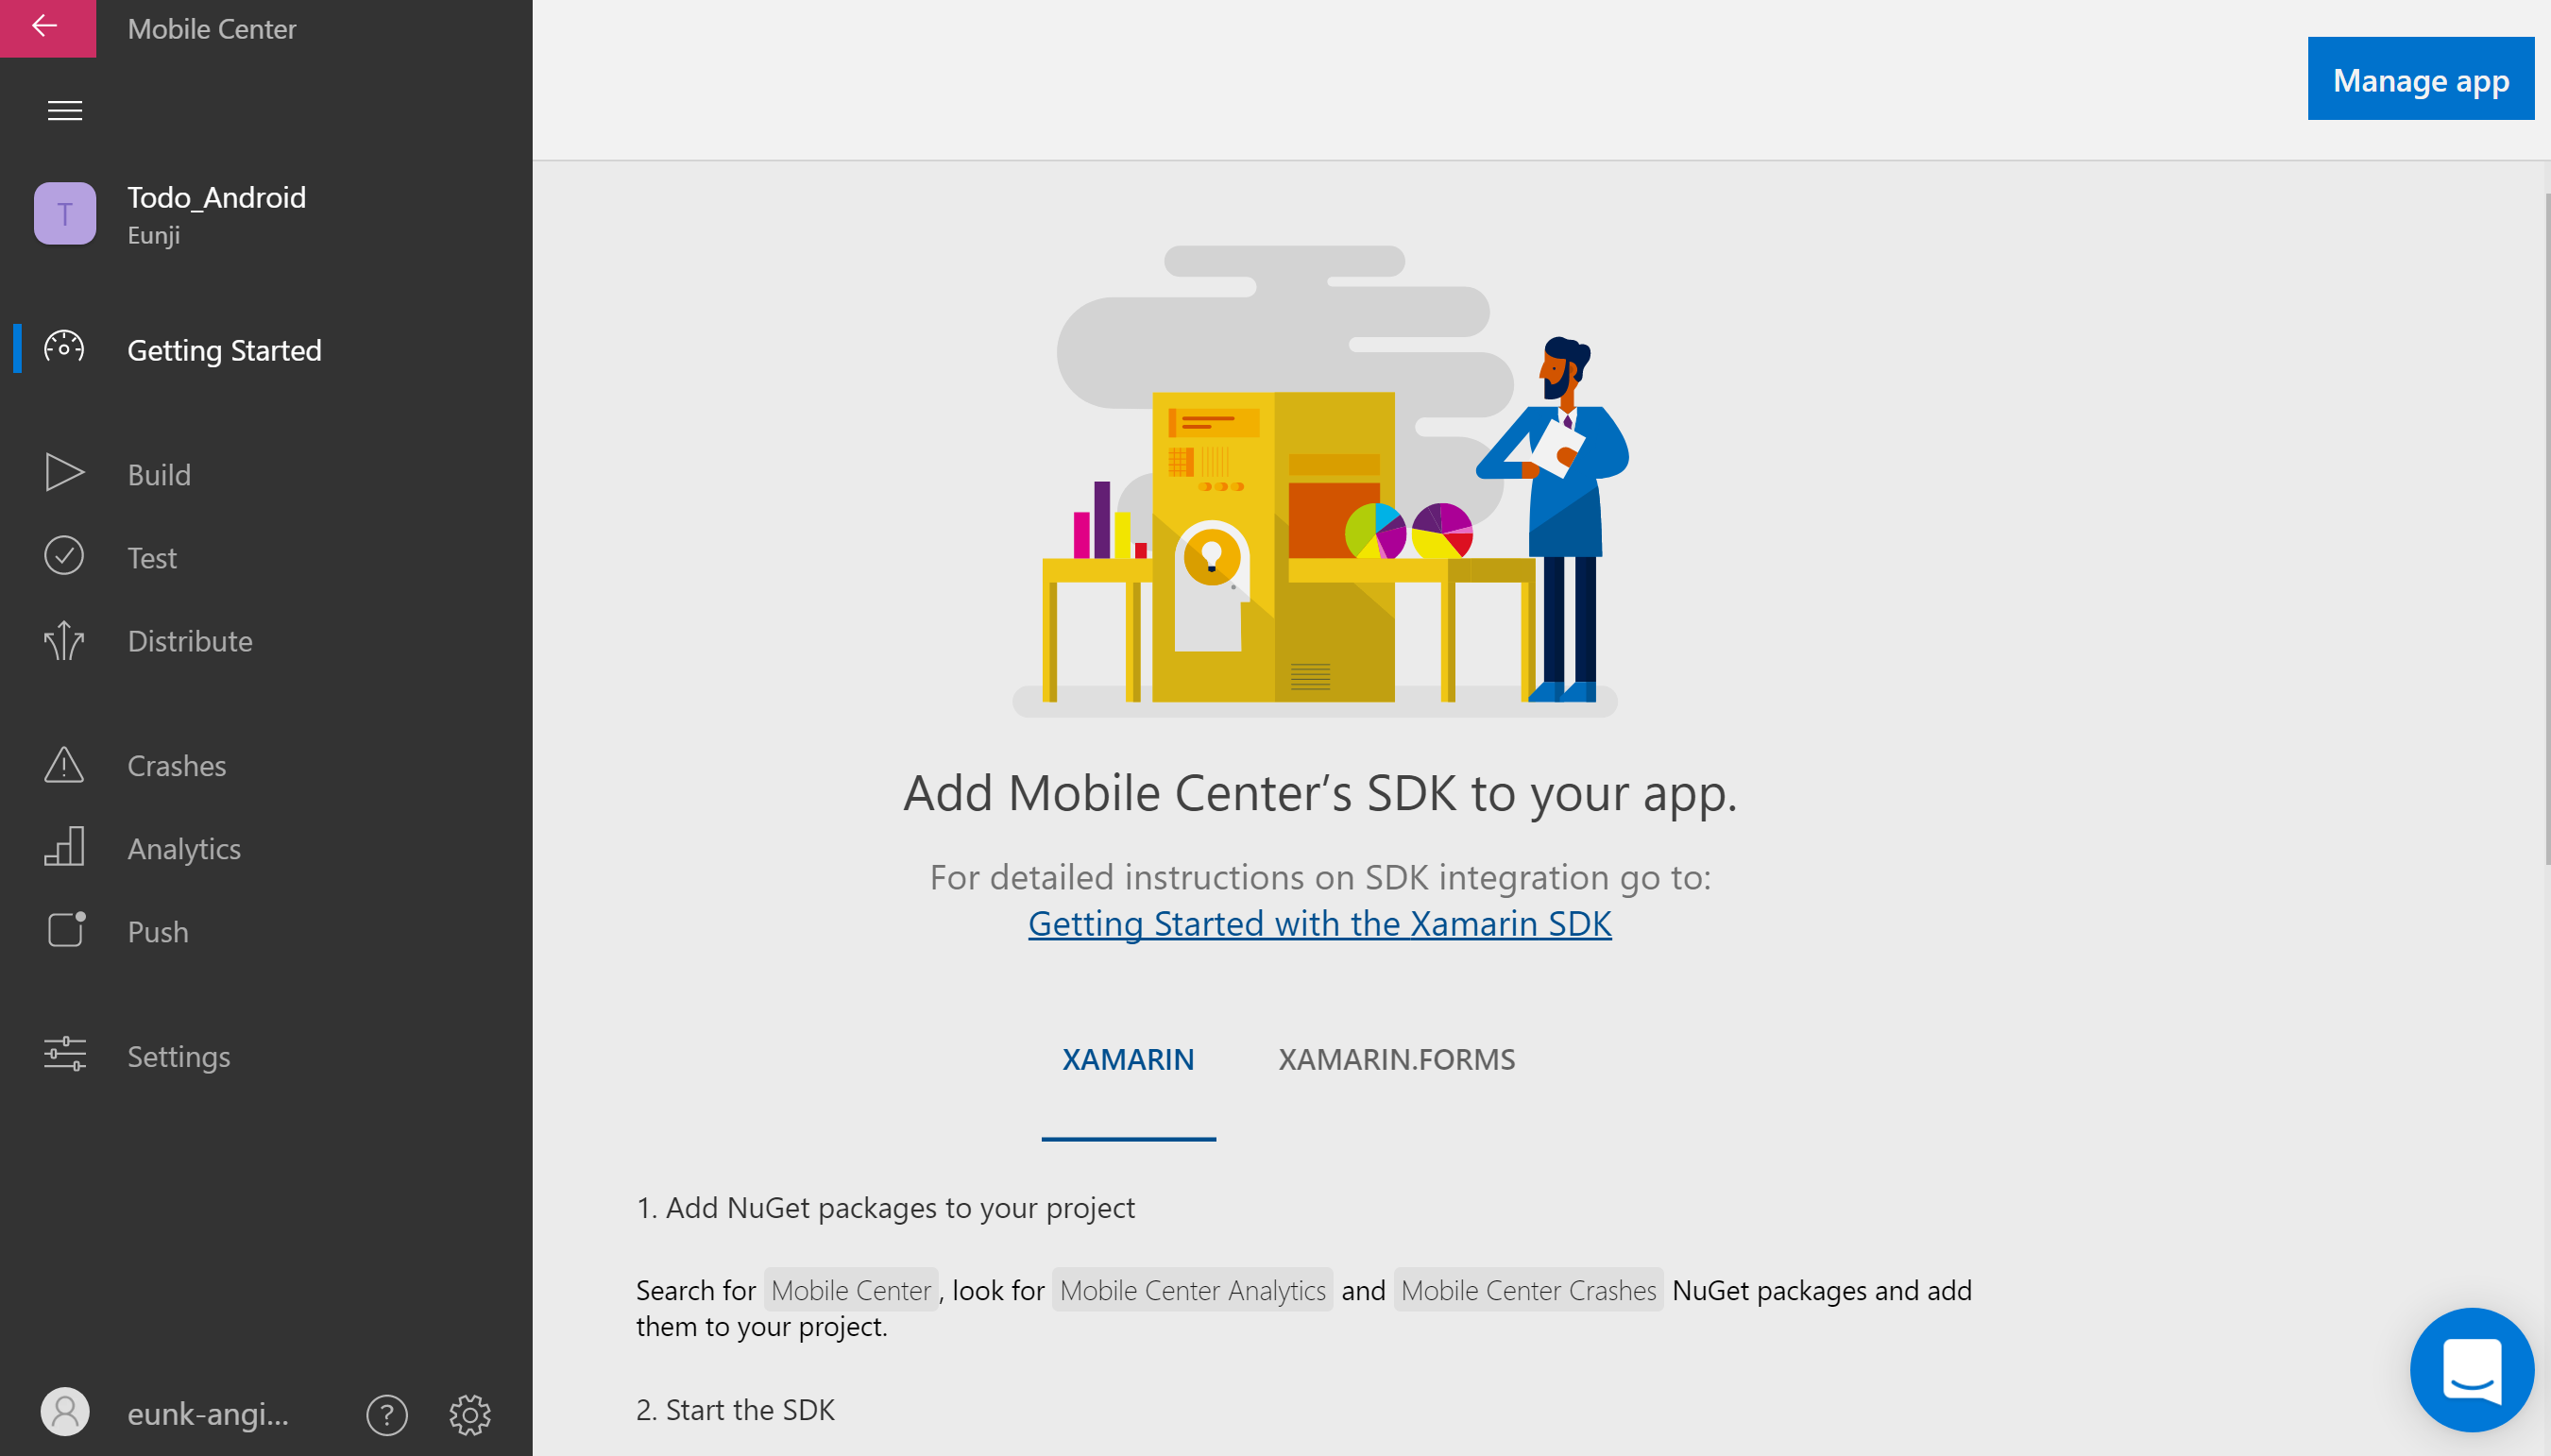 Mobile Center
Manage app
T
Todo_Android
Eunji
Getting Started
Build
Test
Distribute
Crashes
Analytics
Push
Settings
eunk-angi...
?
Add Mobile Center’s SDK to your app.
For detailed instructions on SDK integration go to:
Getting Started with the Xamarin SDK
XAMARIN
XAMARIN.FORMS
1. Add NuGet packages to your project
Search for Mobile Center, look for Mobile Center Analytics and Mobile Center Crashes NuGet packages and add
them to your project.
2. Start the SDK